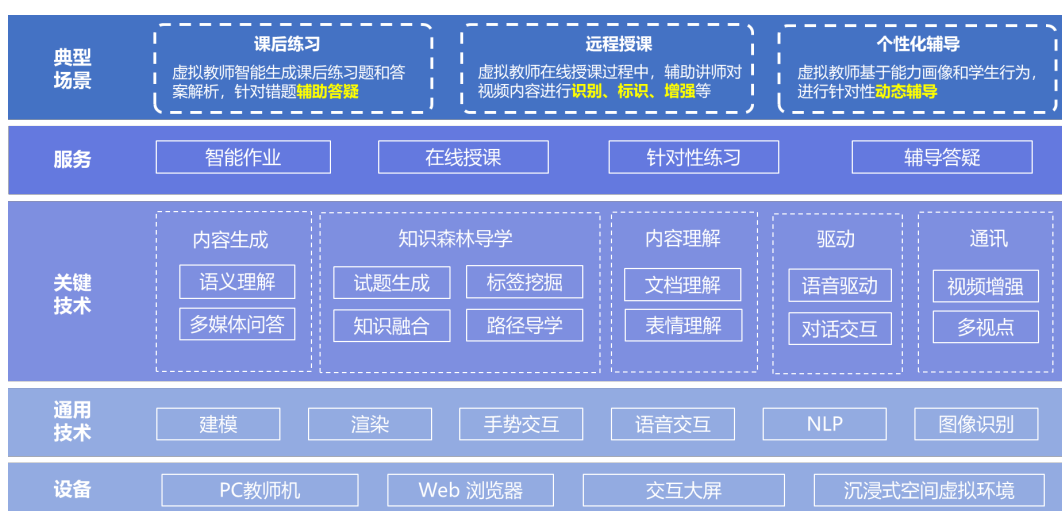 典型
场景
课后练习
虚拟教师智能生成课后练习题和答
案解析，针对错题辅助答疑
远程授课
虚拟教师在线授课过程中，辅助讲师对
视频内容进行识别、标识、增强等
个性化辅导
虚拟教师基于能力画像和学生行为，
进行针对性动态辅导
服务
智能作业
在线授课
针对性练习
辅导答疑
关键
技术
内容生成
语义理解
多媒体问答
知识森林导学
试题生成
标签挖掘
知识融合
路径导学
内容理解
文档理解
表情理解
驱动
语音驱动
对话交互
通讯
视频增强
多视点
通用
技术
建模
渲染
手势交互
语音交互
NLP
图像识别
设备
PC教师机
Web 浏览器
交互大屏
沉浸式空间虚拟环境